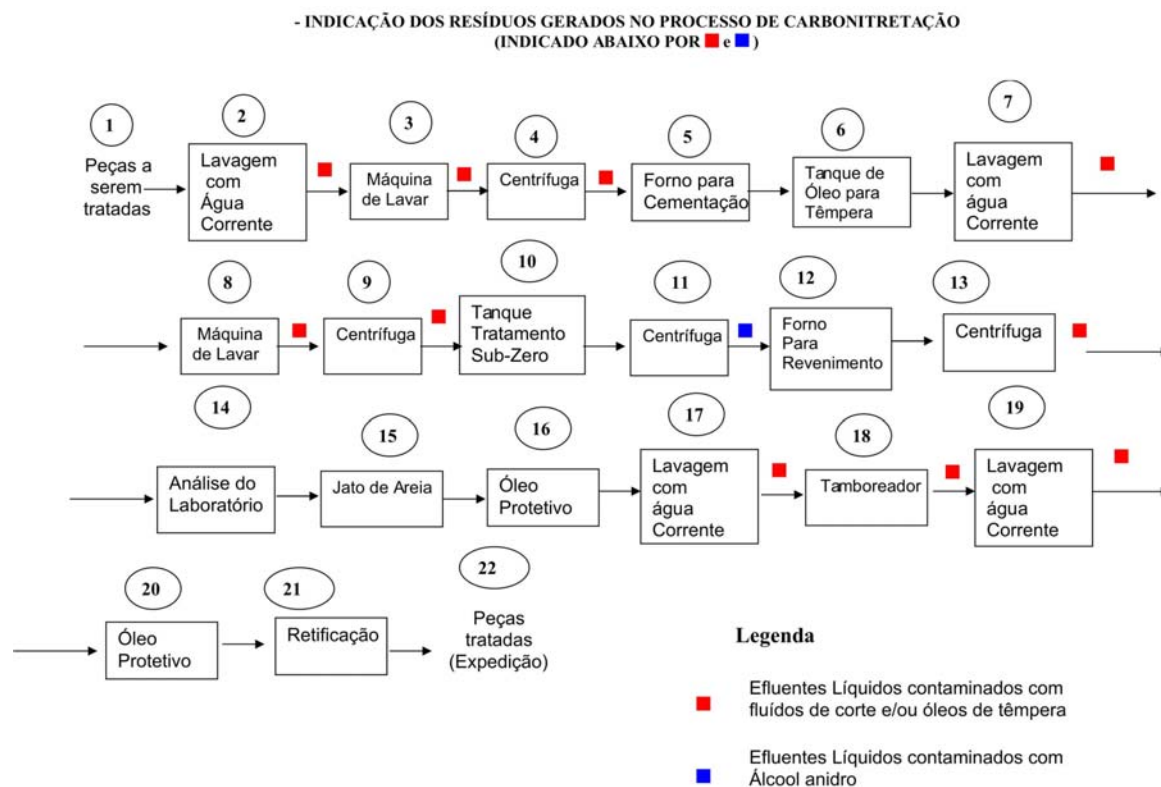 - INDICAÇÃO DOS RESÍDUOS GERADOS NO PROCESSO DE CARBONITRETAÇÃO
(INDICADO ABAIXO POR e )
1
Peças a
serem
tratadas
2
Lavagem
com
Água
Corrente
3
Máquina
de Lavar
4
Centrífuga
5
Forno para
Cementação
6
Tanque de
Óleo para
Têmpera
7
Lavagem
com
água
Corrente
8
Máquina
de Lavar
9
Centrífuga
10
Tanque
Tratamento
Sub-Zero
11
Centrífuga
12
Forno
Para
Revenimento
13
Centrífuga
14
Análise do
Laboratório
15
Jato de Areia
16
Óleo
Protetivo
17
Lavagem
com
água
Corrente
18
Tamboreador
19
Lavagem
com
água
Corrente
20
Óleo
Protetivo
21
Retificação
22
Peças
tratadas
(Expedição)
Legenda
Efluentes Líquidos contaminados com
fluídos de corte e/ou óleos de têmpera
Efluentes Líquidos contaminados com
Álcool anidro